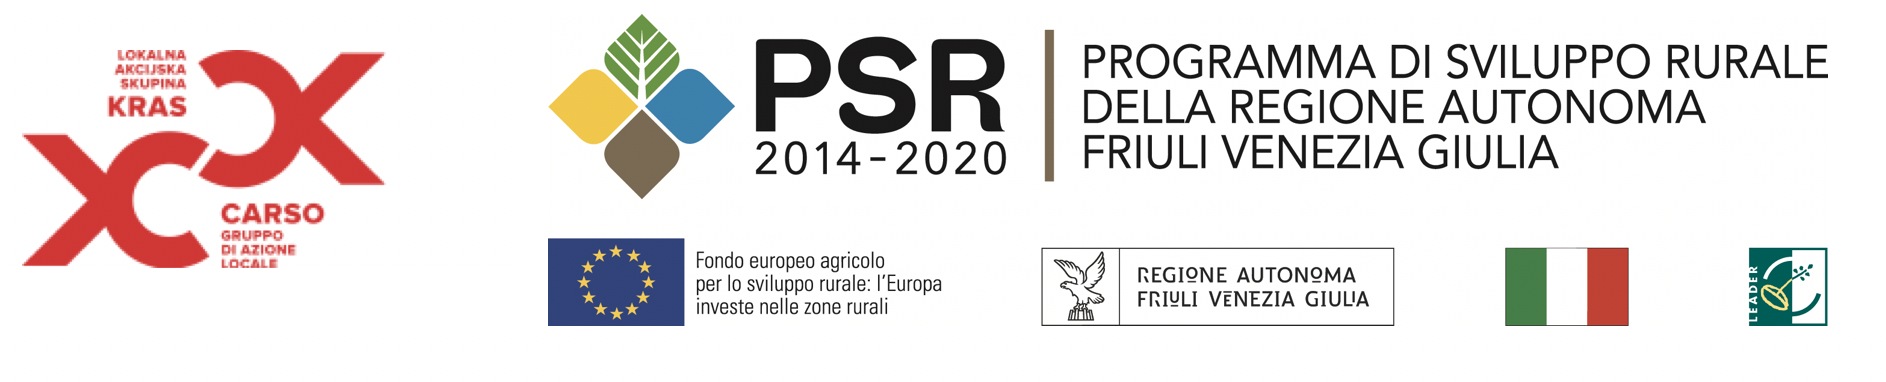 LOKALNA
AKCIJSKA
SKUPINA
KRAS
CARSO
GRUPPO
DI AZIONE
LOCALE
PSR
2014-2020
PROGRAMMA DI SVILUPPO RURALE
DELLA REGIONE AUTONOMA
FRIULI VENEZIA GIULIA
Fondo europeo agricolo
per lo sviluppo rurale: l'Europa
investe nelle zone rurali
REGIONE AUTONOMA
FRIULI VENEZIA GIULIA
LEADER